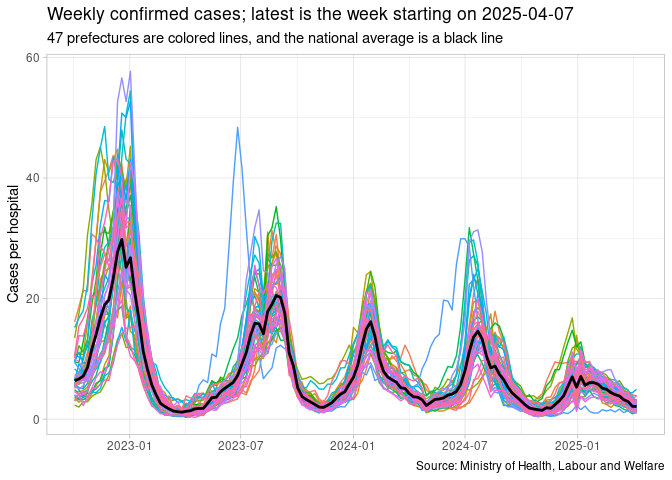 Weekly confirmed cases; latest is the week starting on 2025-04-07
47 prefectures are colored lines, and the national average is a black line
Cases per hospital
60
40
20
0
2023-01
2023-07
2024-01
2024-07
2025-01
Source: Ministry of Health, Labour and Welfare